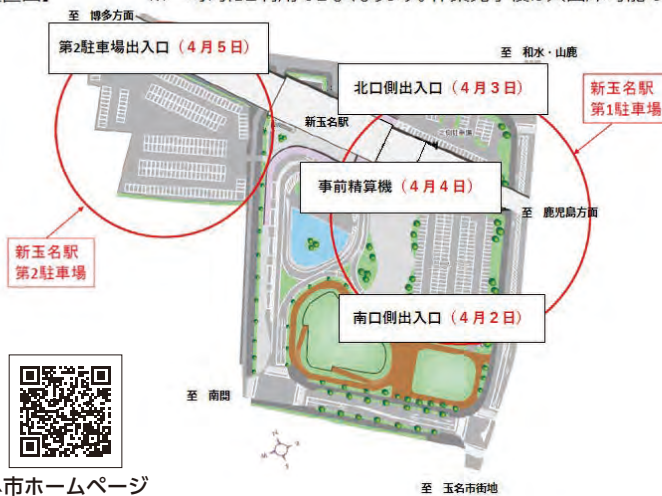 至 博多方面
第2駐車場出入口（４月５日）
至 和水・山鹿
北口側出入口（４月３日）
新玉名駅
第1駐車場
新玉名駅
事前精算機（４月４日）
至 鹿児島方面
新玉名駅
第2駐車場
南口側出入口（４月２日）
至 南関
市ホームページ
至 玉名市街地